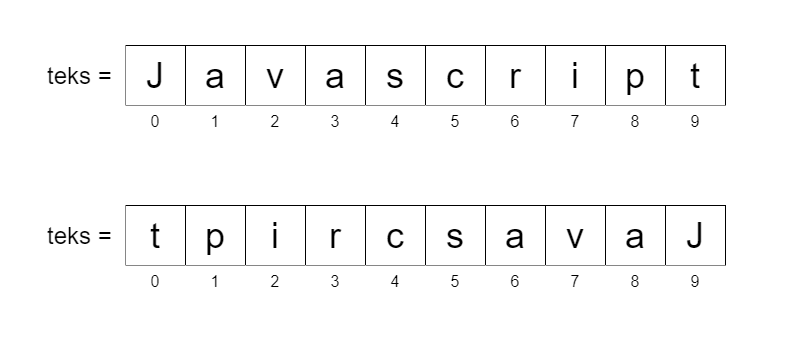 teks = J a v a s c r i p t
0 1 2 3 4 5 6 7 8 9
teks = t p i r c s a v a J
0 1 2 3 4 5 6 7 8 9